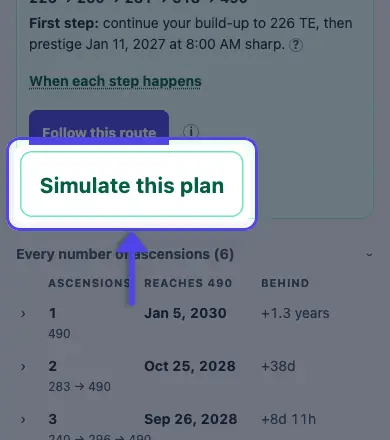 First step: continue your build-up to 226 TE, then
prestige Jan 11, 2027 at 8:00 AM sharp. ?
When each step happens
Follow this route i
Simulate this plan
Every number of ascensions (6)
ASCENSIONS REACHES 490 BEHIND
› 1 Jan 5, 2030 +1.3 years
490
› 2 Oct 25, 2028 +38d
283 → 490
› 3 Sep 26, 2028 +8d 11h
240 → 296 → 490